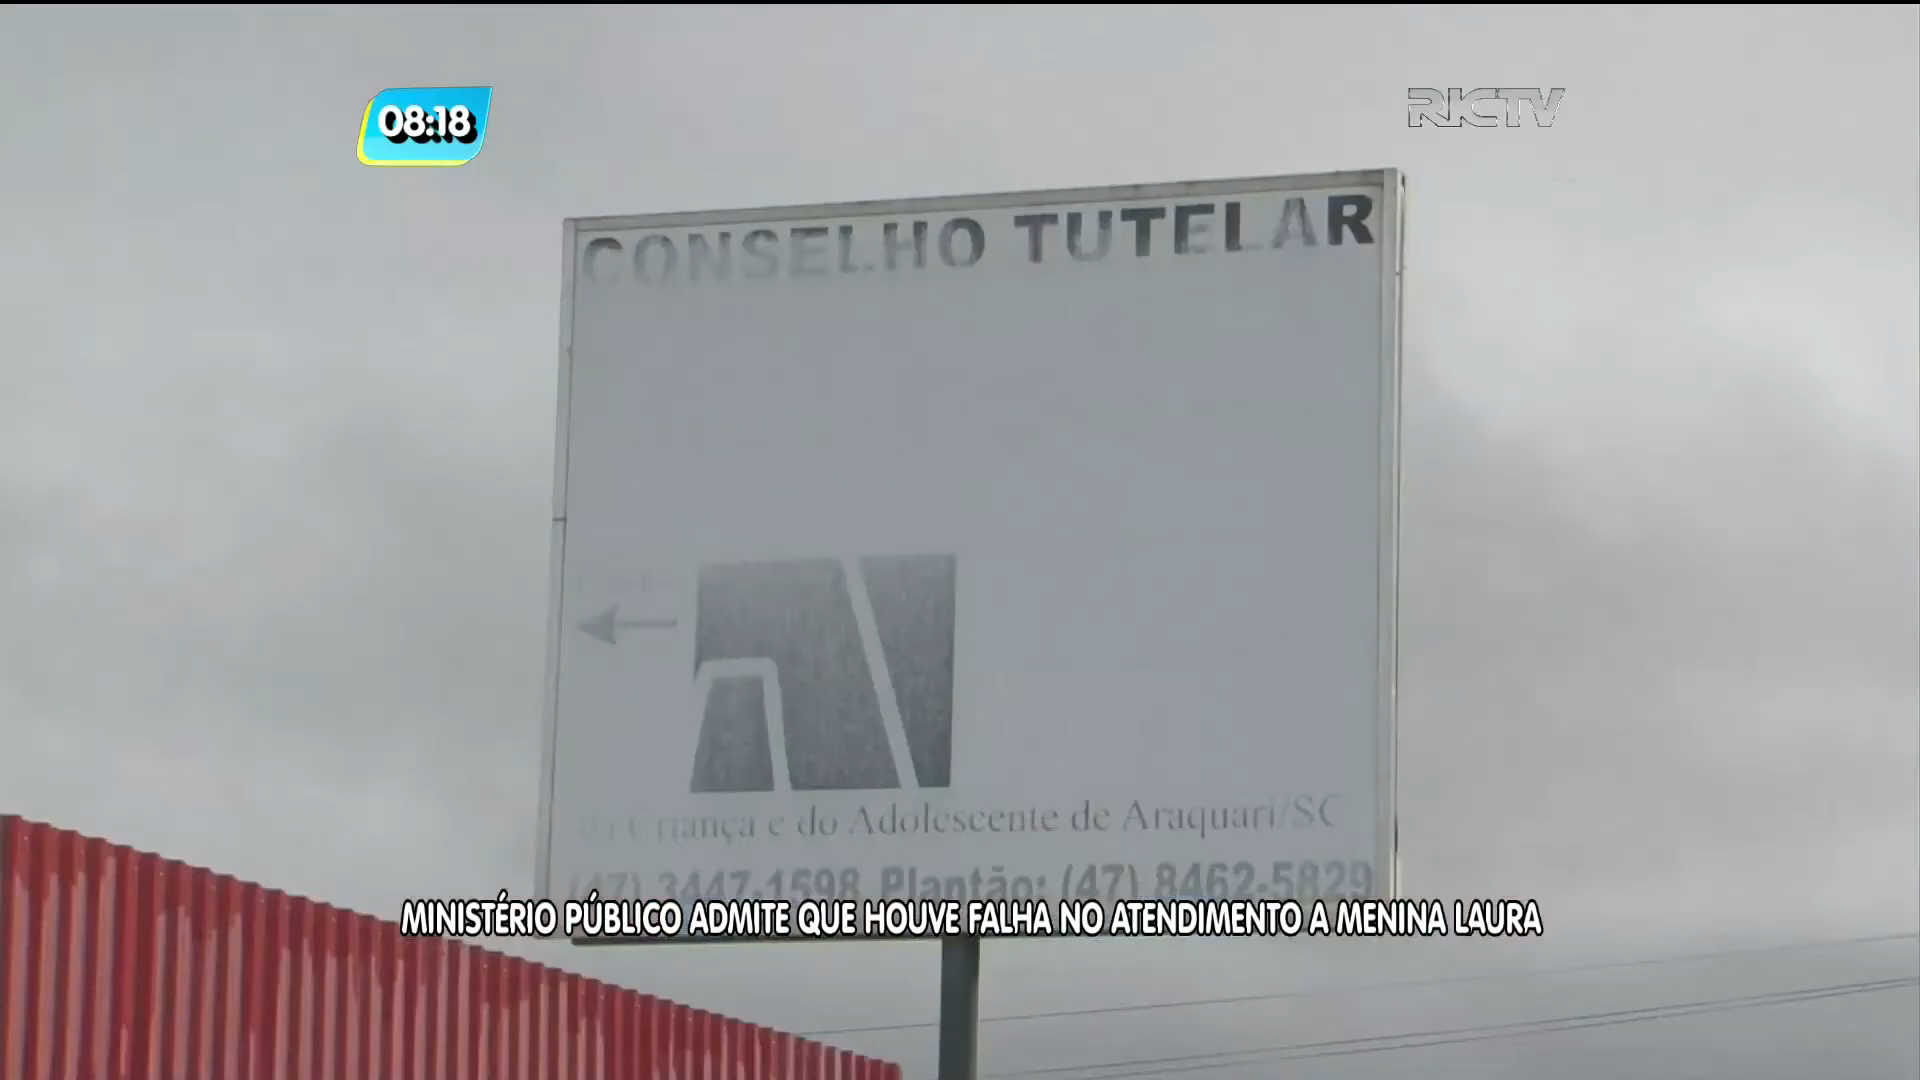 08:18
RICTV
CONSELHO TUTELAR
Criança e do Adolescente de Araquari/SC
(47) 3447-1598 Plantão: (47) 8462-5829
MINISTÉRIO PÚBLICO ADMITE QUE HOUVE FALHA NO ATENDIMENTO A MENINA LAURA